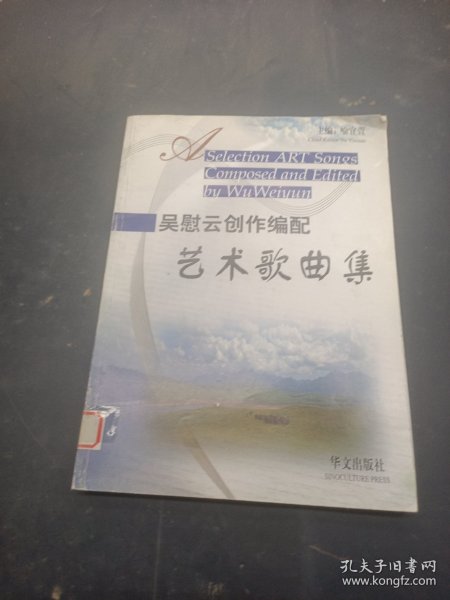 主编：喻宜萱
A Selection ART Songs
Composed and Edited
by WuWeiyun
吴慰云创作编配
艺术歌曲集
华文出版社
SINOCULTURE PRESS
孔夫子旧书网
www.kongfz.com